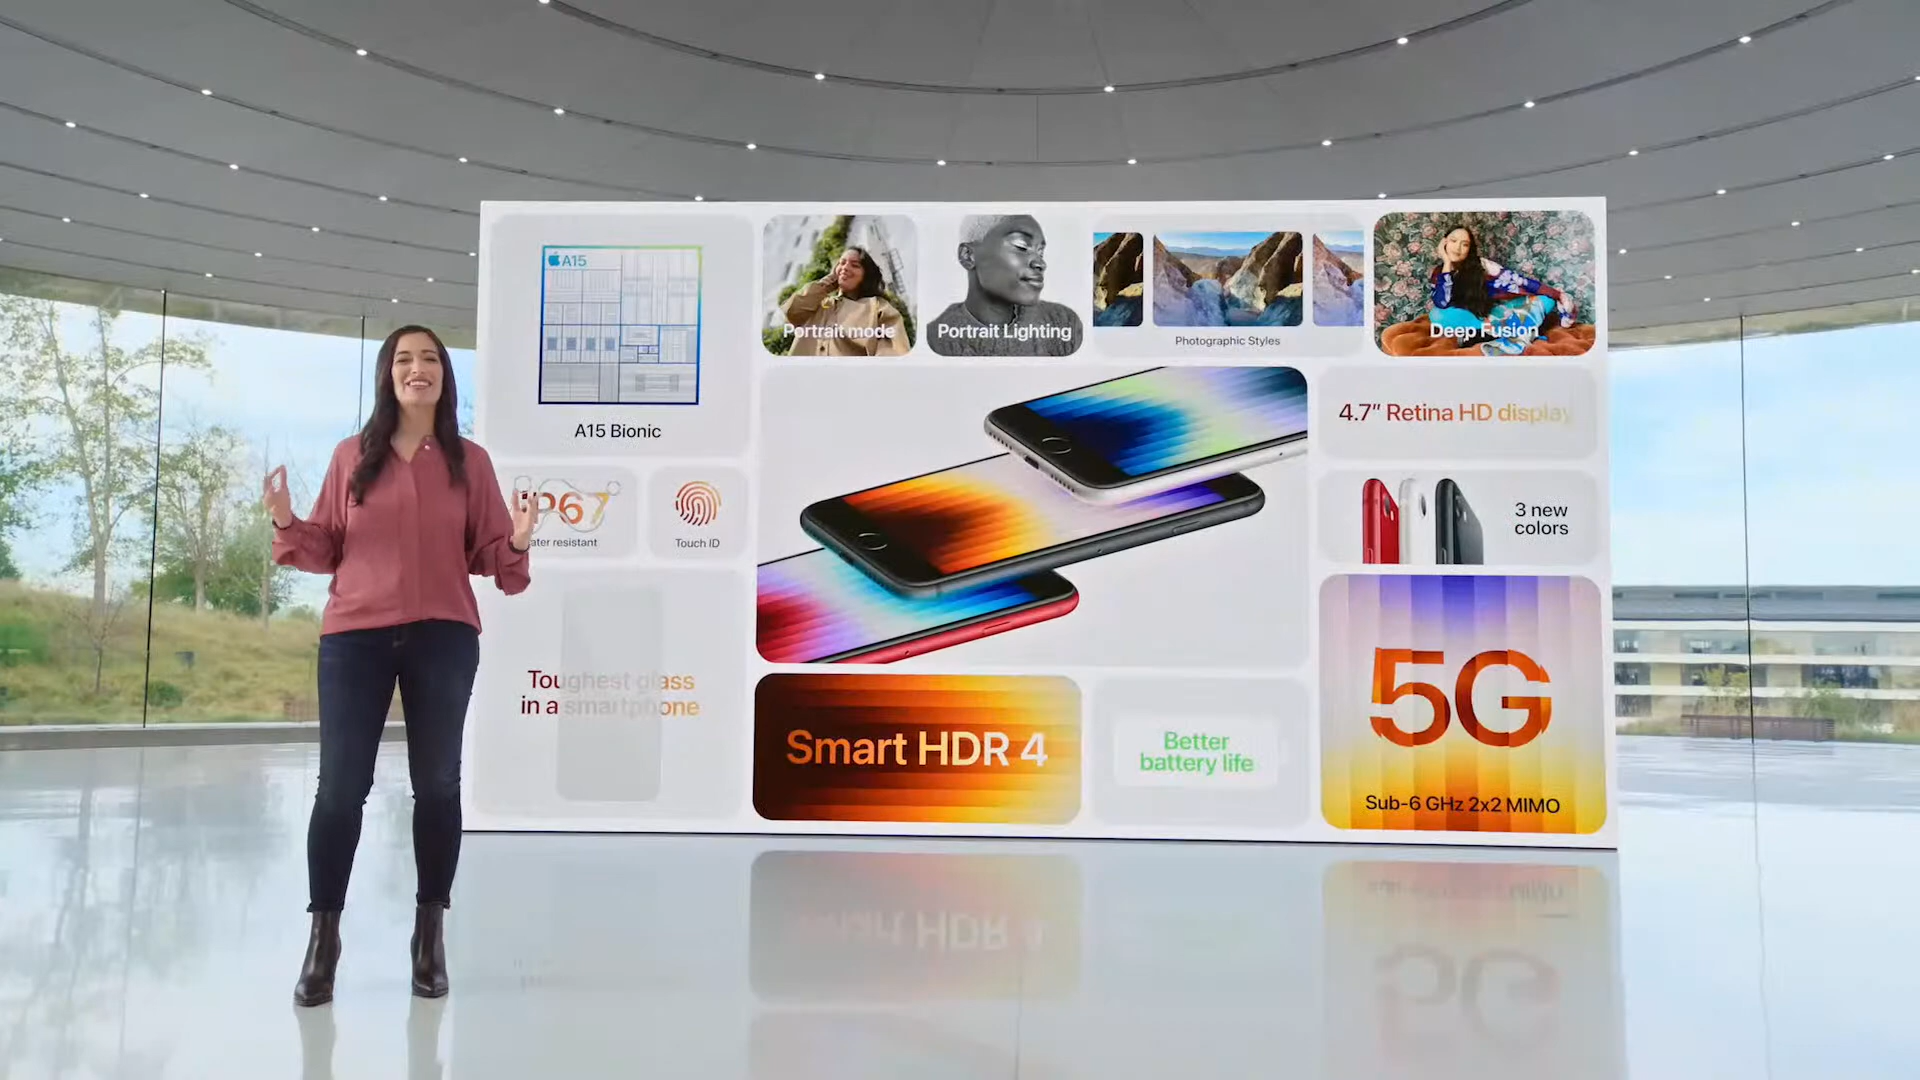 A15
A15 Bionic
Portrait mode
Portrait Lighting
Photographic Styles
Deep Fusion
4.7″ Retina HD display
IP67
resistant
Touch ID
3 new
colors
Toughest glass
in a smartphone
Smart HDR 4
Better
battery life
5G
Sub-6 GHz 2x2 MIMO